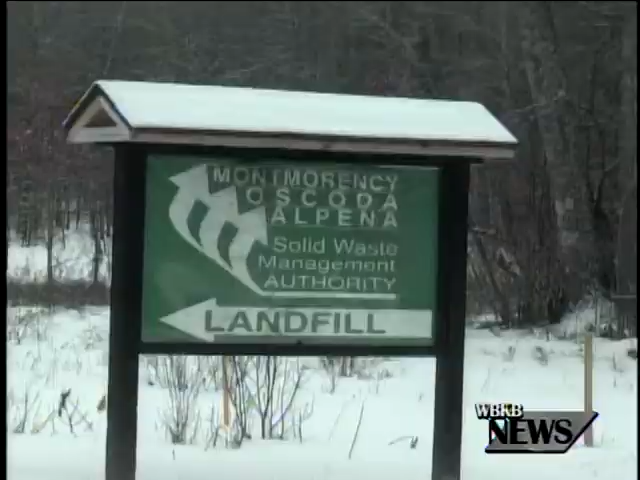 MONTMORENCY
OSCODA
ALPENA
Solid Waste
Management
AUTHORITY
LANDFILL
WBKB
NEWS